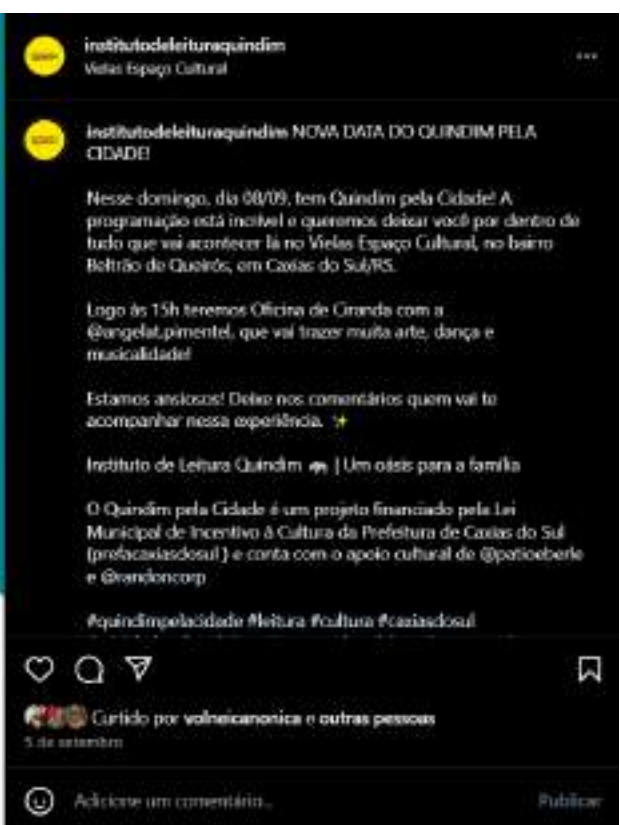 institutodeleituraquindim
Vielas Espaço Cultural
institutodeleituraquindim NOVA DATA DO QUINDIM PELA
CIDADE!
Nesse domingo, dia 08/09, tem Quindim pela Cidade! A
programação está incrível e queremos deixar você por dentro de
tudo que vai acontecer lá no Vielas Espaço Cultural, no bairro
Beltrão de Queirós, em Caxias do Sul/RS.
Logo às 15h teremos Oficina de Ciranda com a
@angelat.pimentel, que vai trazer muita arte, dança e
musicalidade!
Estamos ansiosos! Deixe nos comentários quem vai te
acompanhar nessa experiência.
Instituto de Leitura Quindim | Um oásis para a família
O Quindim pela Cidade é um projeto financiado pela Lei
Municipal de Incentivo à Cultura da Prefeitura de Caxias do Sul
(prefacaxiasdosul) e conta com o apoio cultural de @patioeberle
e @randoncorp
#quindimpelacidade #leitura #cultura #caxiasdosul
Curtido por volneicanonica e outras pessoas
5 de setembro
Adicione um comentário...
Publicar